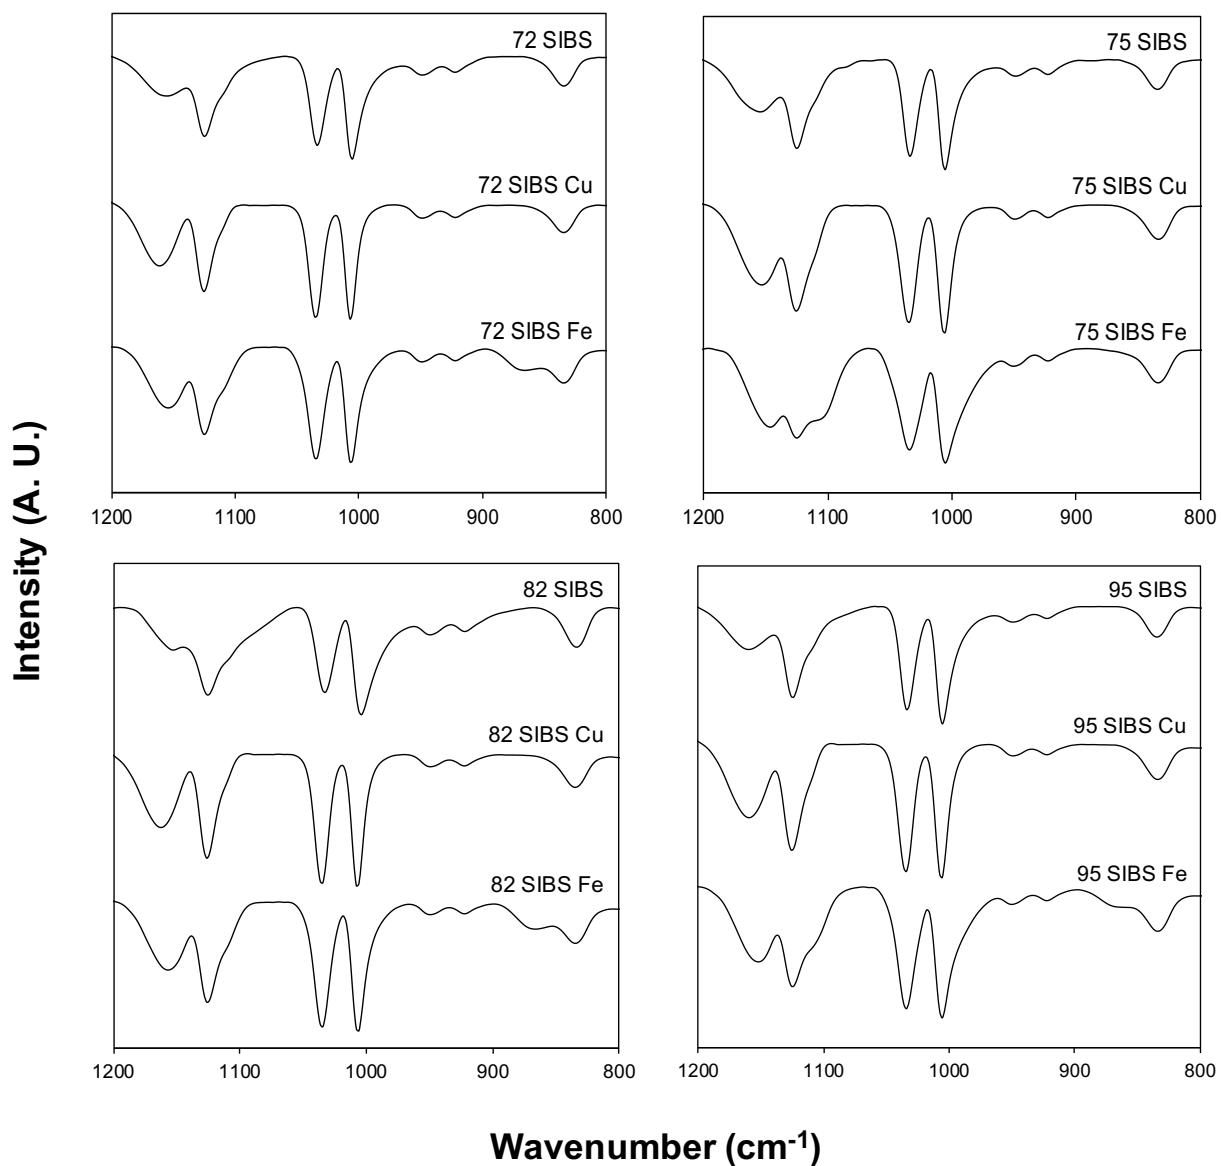 72 SIBS
72 SIBS Cu
72 SIBS Fe
1200 1100 1000 900 800
75 SIBS
75 SIBS Cu
75 SIBS Fe
1200 1100 1000 900 800
Intensity (A. U.)
82 SIBS
82 SIBS Cu
82 SIBS Fe
1200 1100 1000 900 800
95 SIBS
95 SIBS Cu
95 SIBS Fe
1200 1100 1000 900 800
Wavenumber (cm⁻¹)